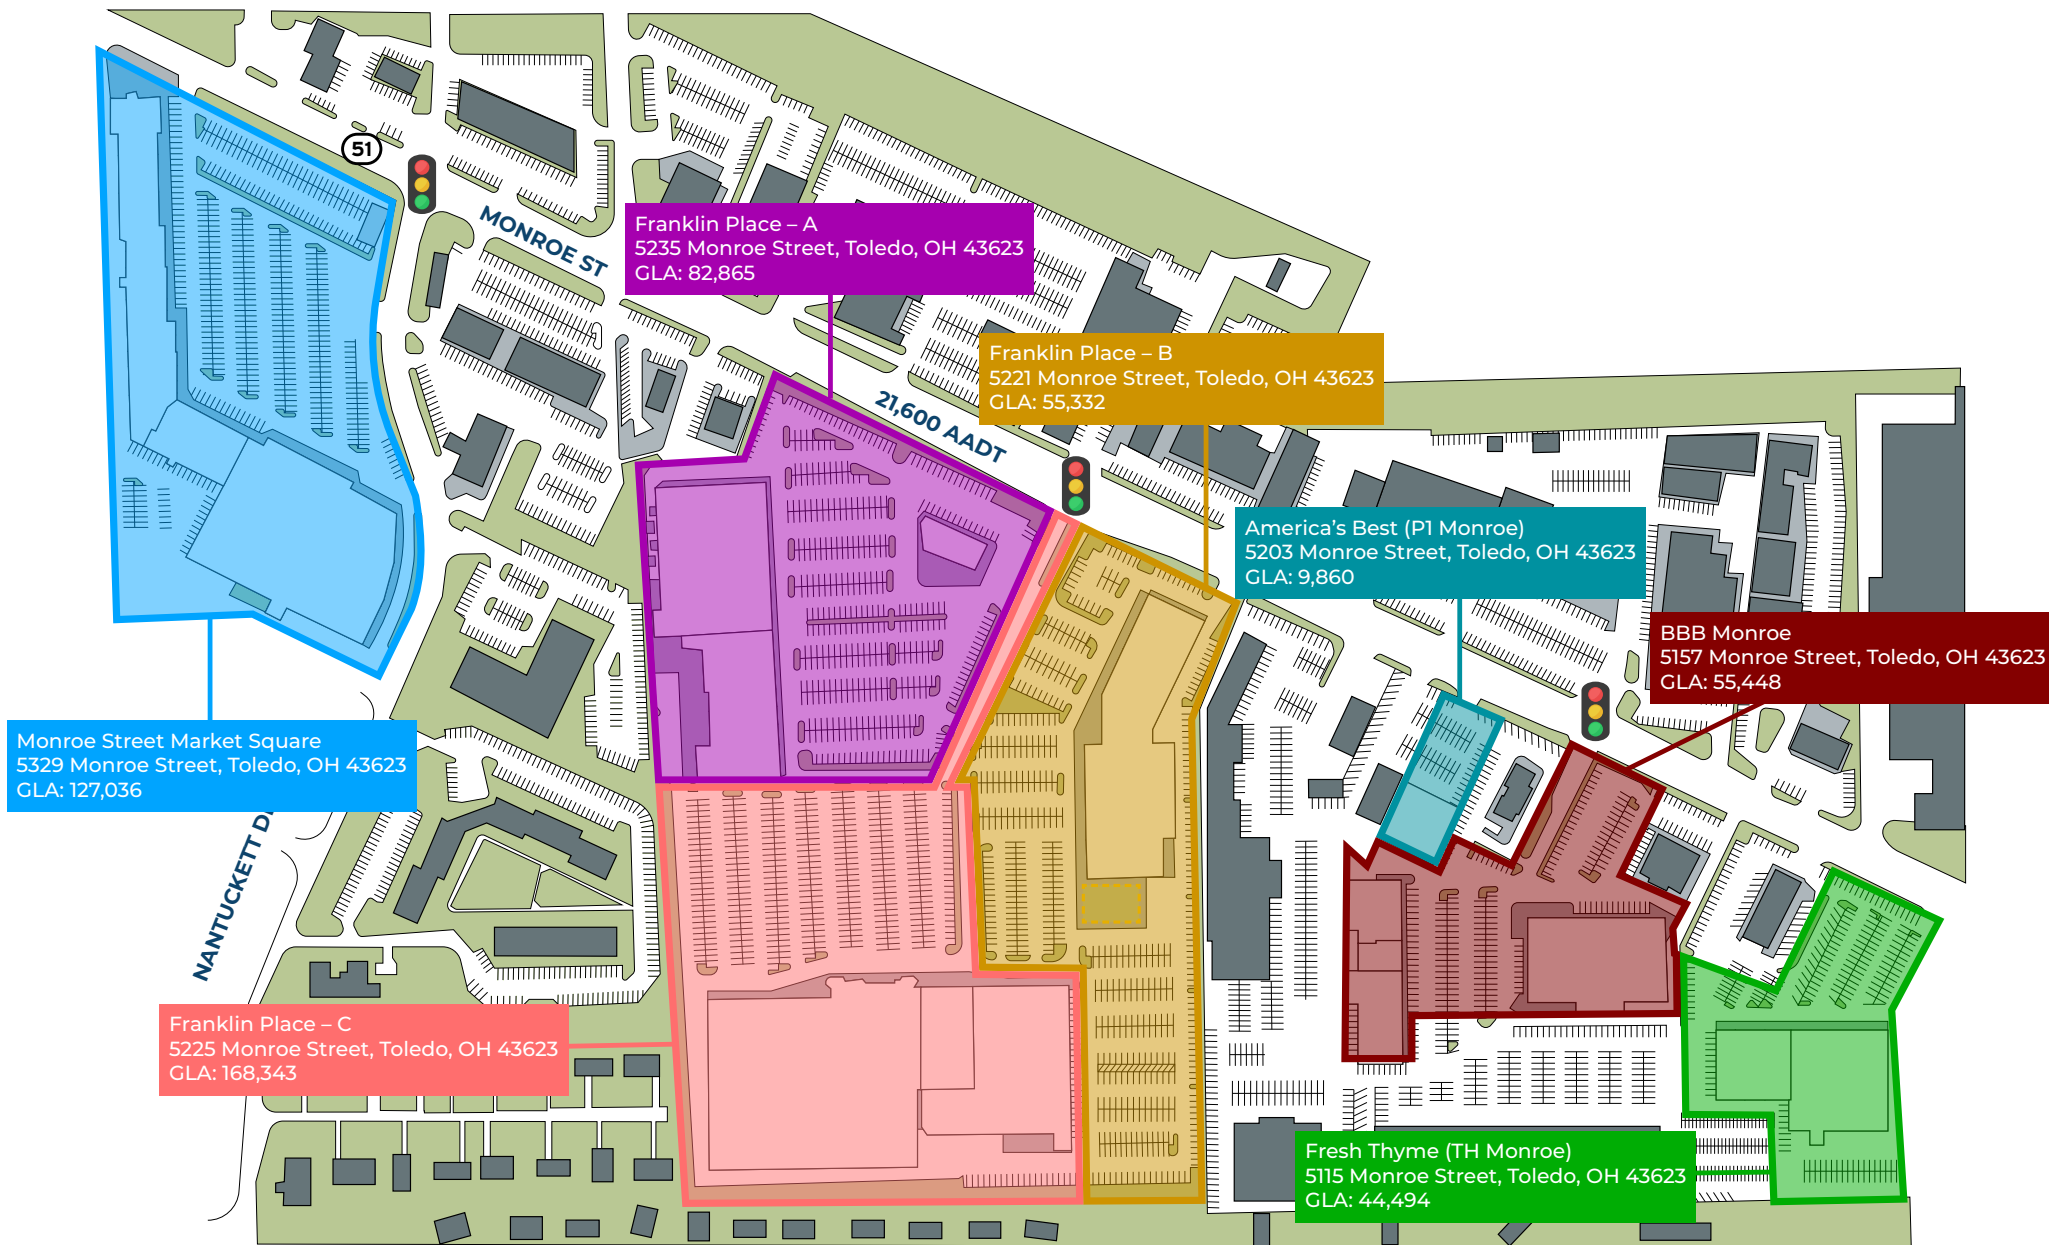 51
MONROE ST
Franklin Place – A
5235 Monroe Street, Toledo, OH 43623
GLA: 82,865
Franklin Place – B
5221 Monroe Street, Toledo, OH 43623
GLA: 55,332
21,600 AADT
America's Best (P1 Monroe)
5203 Monroe Street, Toledo, OH 43623
GLA: 9,860
BBB Monroe
5157 Monroe Street, Toledo, OH 43623
GLA: 55,448
Monroe Street Market Square
5329 Monroe Street, Toledo, OH 43623
GLA: 127,036
NANTUCKETT
Franklin Place – C
5225 Monroe Street, Toledo, OH 43623
GLA: 168,343
Fresh Thyme (TH Monroe)
5115 Monroe Street, Toledo, OH 43623
GLA: 44,494